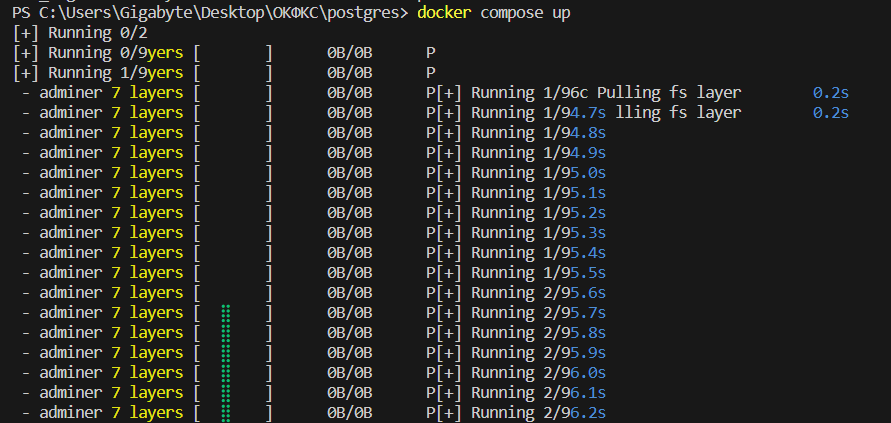 PS C:\Users\Gigabyte\Desktop\ОКФКС\postgres> docker compose up
[+] Running 0/2
[+] Running 0/9yers [ ] 0B/0B P
[+] Running 1/9yers [ ] 0B/0B P
- adminer 7 layers [ ] 0B/0B P[+] Running 1/96c Pulling fs layer 0.2s
- adminer 7 layers [ ] 0B/0B P[+] Running 1/94.7s lling fs layer 0.2s
- adminer 7 layers [ ] 0B/0B P[+] Running 1/94.8s
- adminer 7 layers [ ] 0B/0B P[+] Running 1/94.9s
- adminer 7 layers [ ] 0B/0B P[+] Running 1/95.0s
- adminer 7 layers [ ] 0B/0B P[+] Running 1/95.1s
- adminer 7 layers [ ] 0B/0B P[+] Running 1/95.2s
- adminer 7 layers [ ] 0B/0B P[+] Running 1/95.3s
- adminer 7 layers [ ] 0B/0B P[+] Running 1/95.4s
- adminer 7 layers [ ] 0B/0B P[+] Running 1/95.5s
- adminer 7 layers [ ] 0B/0B P[+] Running 2/95.6s
- adminer 7 layers [ ⣿ ] 0B/0B P[+] Running 2/95.7s
- adminer 7 layers [ ⣿ ] 0B/0B P[+] Running 2/95.8s
- adminer 7 layers [ ⣿ ] 0B/0B P[+] Running 2/95.9s
- adminer 7 layers [ ⣿ ] 0B/0B P[+] Running 2/96.0s
- adminer 7 layers [ ⣿ ] 0B/0B P[+] Running 2/96.1s
- adminer 7 layers [ ⣿ ] 0B/0B P[+] Running 2/96.2s